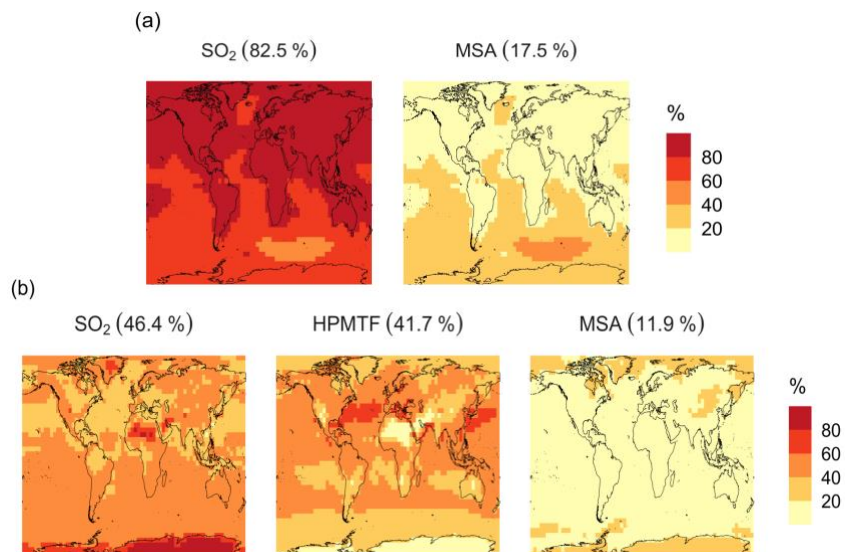 (a)
SO₂ (82.5 %) MSA (17.5 %)
%
80
60
40
20
(b)
SO₂ (46.4 %) HPMTF (41.7 %) MSA (11.9 %)
%
80
60
40
20